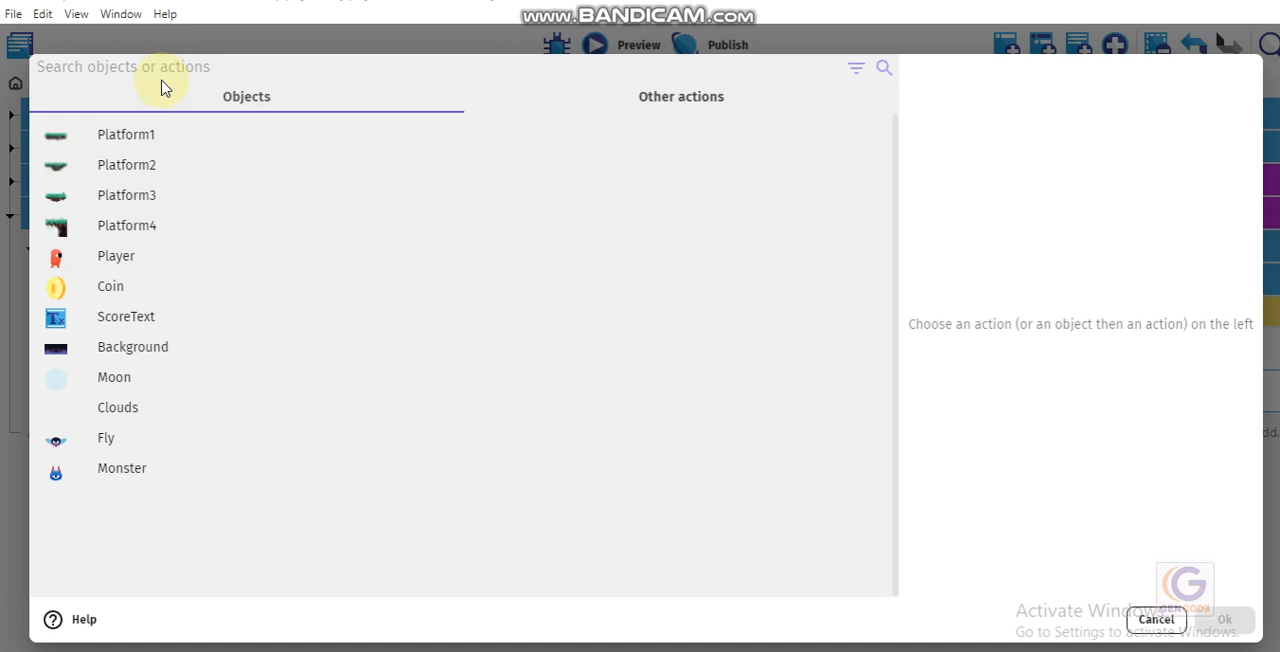 File Edit View Window Help
www.BANDICAM.com
Preview Publish
Search objects or actions
Objects Other actions
Platform1
Platform2
Platform3
Platform4
Player
Coin
ScoreText
Background
Moon
Clouds
Fly
Monster
Choose an action (or an object then an action) on the left
Help
Cancel Ok
Activate Windows
Go to Settings to activate Windows.
GENCODE